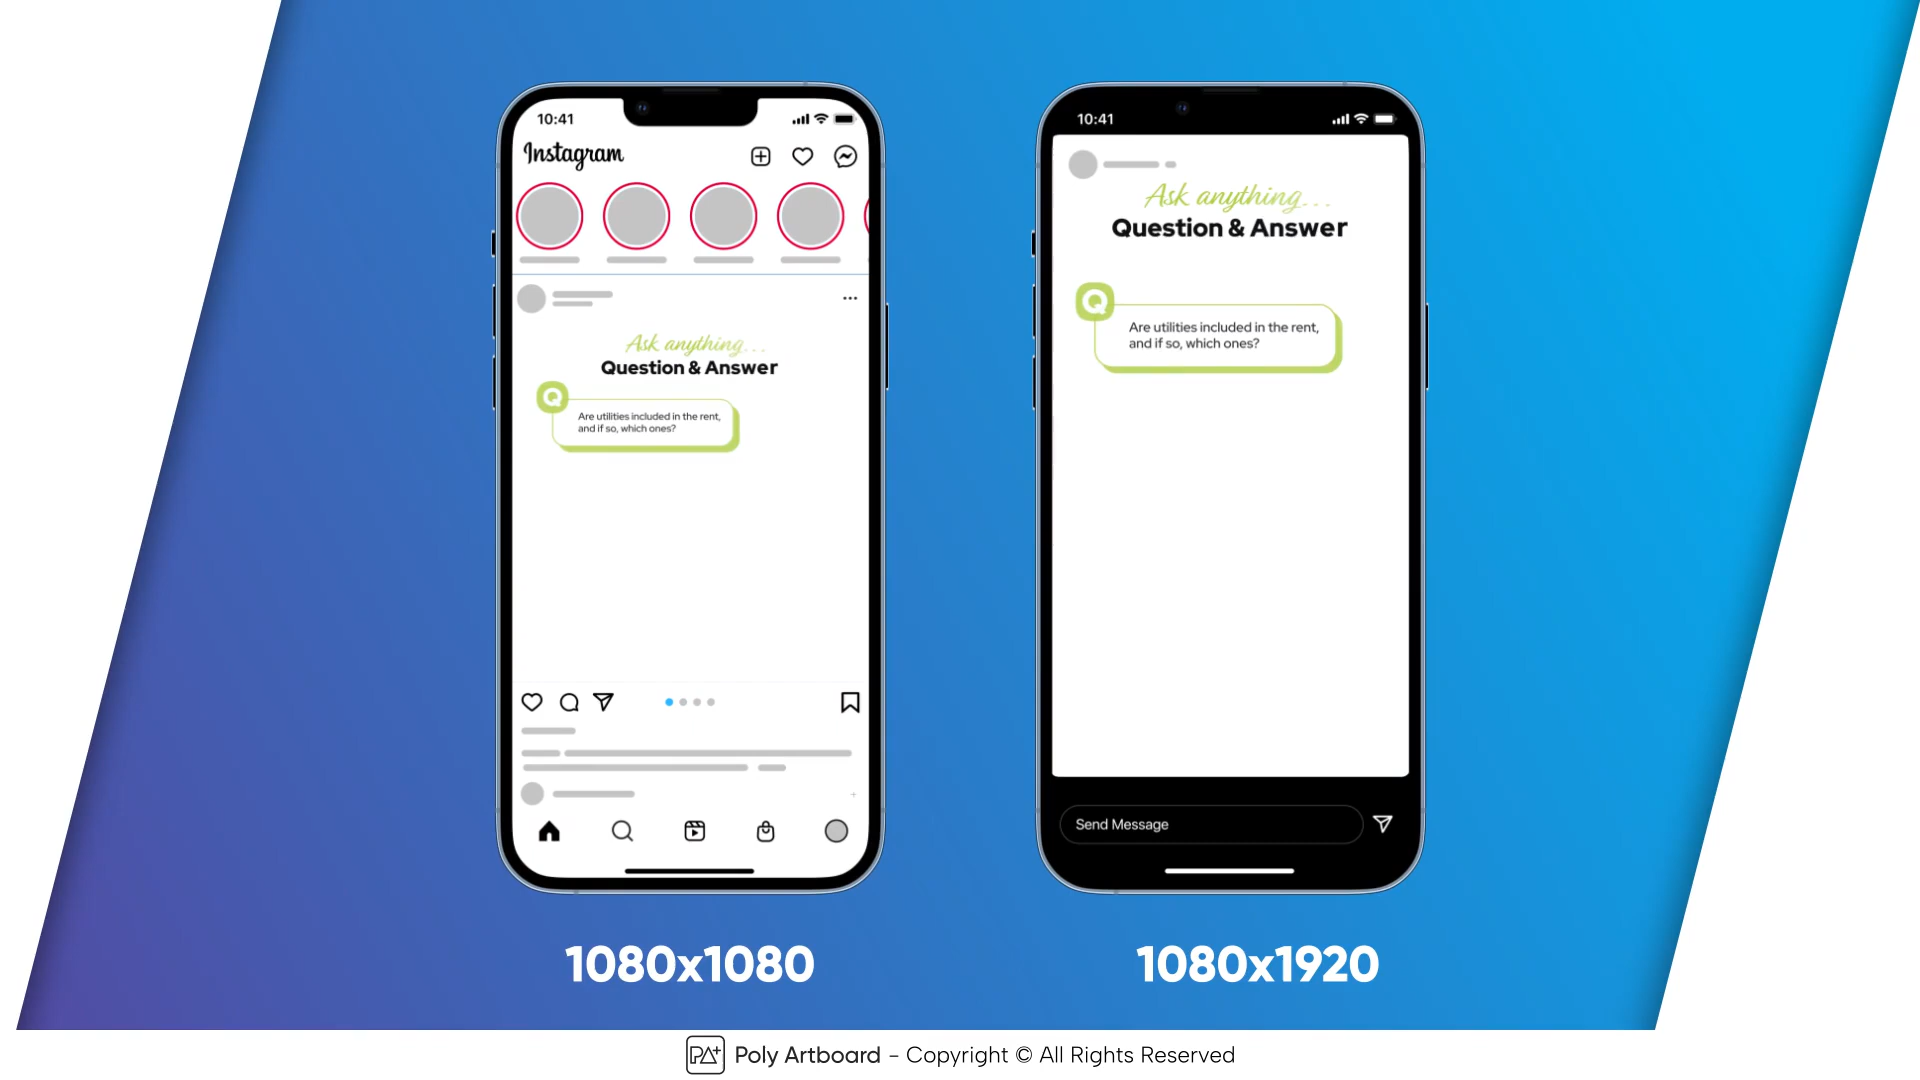 10:41
Instagram
Ask anything...
Question & Answer
Q
Are utilities included in the rent,
and if so, which ones?
1080x1080
10:41
Ask anything...
Question & Answer
Q
Are utilities included in the rent,
and if so, which ones?
Send Message
1080x1920
PA+ Poly Artboard - Copyright © All Rights Reserved